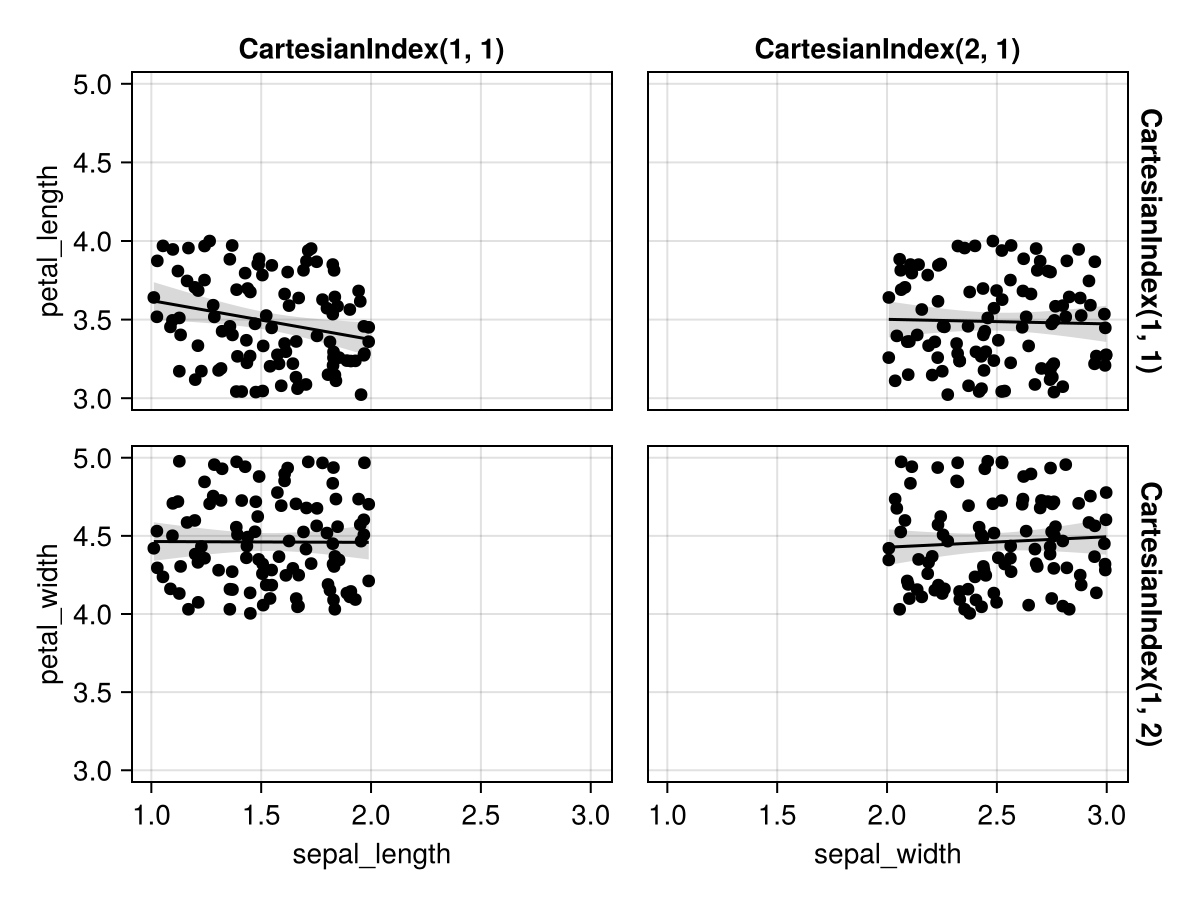 CartesianIndex(1, 1)
CartesianIndex(2, 1)
petal_length
5.0
4.5
4.0
3.5
3.0
CartesianIndex(1, 1)
petal_width
5.0
4.5
4.0
3.5
3.0
CartesianIndex(1, 2)
1.0 1.5 2.0 2.5 3.0
1.0 1.5 2.0 2.5 3.0
sepal_length
sepal_width